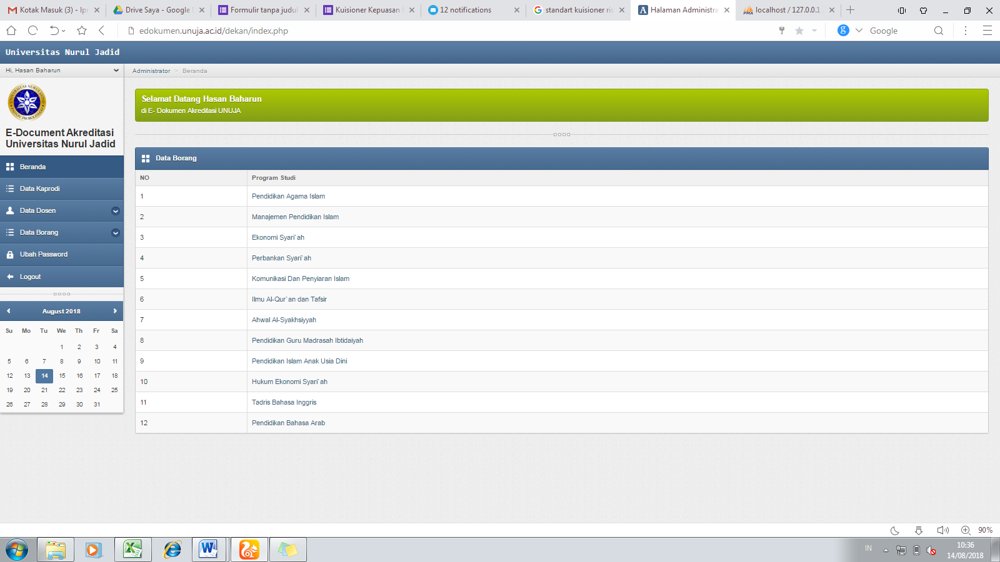 Kotak Masuk (3) - Ipr
Drive Saya - Google
Formulir tanpa judul
Kuisioner Kepuasan
12 notifications
standart kuisioner ris
Halaman Administra
localhost / 127.0.0.1
edokumen.unuja.ac.id/dekan/index.php
Google
Universitas Nurul Jadid
Hi, Hasan Baharun
Administrator > Beranda
UNIVERSITAS NURUL JADID
PAITON PROBOLINGGO
E-Document Akreditasi
Universitas Nurul Jadid
Beranda
Data Kaprodi
Data Dosen
Data Borang
Ubah Password
Logout
August 2018
Su Mo Tu We Th Fr Sa
1 2 3 4
5 6 7 8 9 10 11
12 13 14 15 16 17 18
19 20 21 22 23 24 25
26 27 28 29 30 31
Selamat Datang Hasan Baharun
di E- Dokumen Akreditasi UNUJA
Data Borang
NO Program Studi
1 Pendidikan Agama Islam
2 Manajemen Pendidikan Islam
3 Ekonomi Syari`ah
4 Perbankan Syari`ah
5 Komunikasi Dan Penyiaran Islam
6 Ilmu Al-Qur`an dan Tafsir
7 Ahwal Al-Syakhsiyyah
8 Pendidikan Guru Madrasah Ibtidaiyah
9 Pendidikan Islam Anak Usia Dini
10 Hukum Ekonomi Syari`ah
11 Tadris Bahasa Inggris
12 Pendidikan Bahasa Arab
90%
IN
10:36
14/08/2018